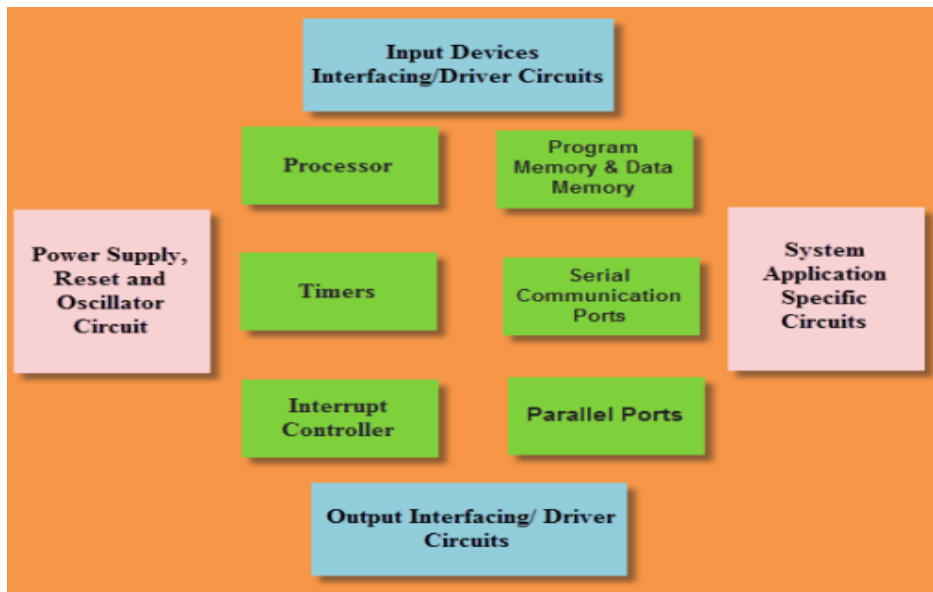 Input Devices
Interfacing/Driver Circuits
Processor
Program
Memory & Data
Memory
Power Supply,
Reset and
Oscillator
Circuit
Timers
Serial
Communication
Ports
System
Application
Specific
Circuits
Interrupt
Controller
Parallel Ports
Output Interfacing/ Driver
Circuits